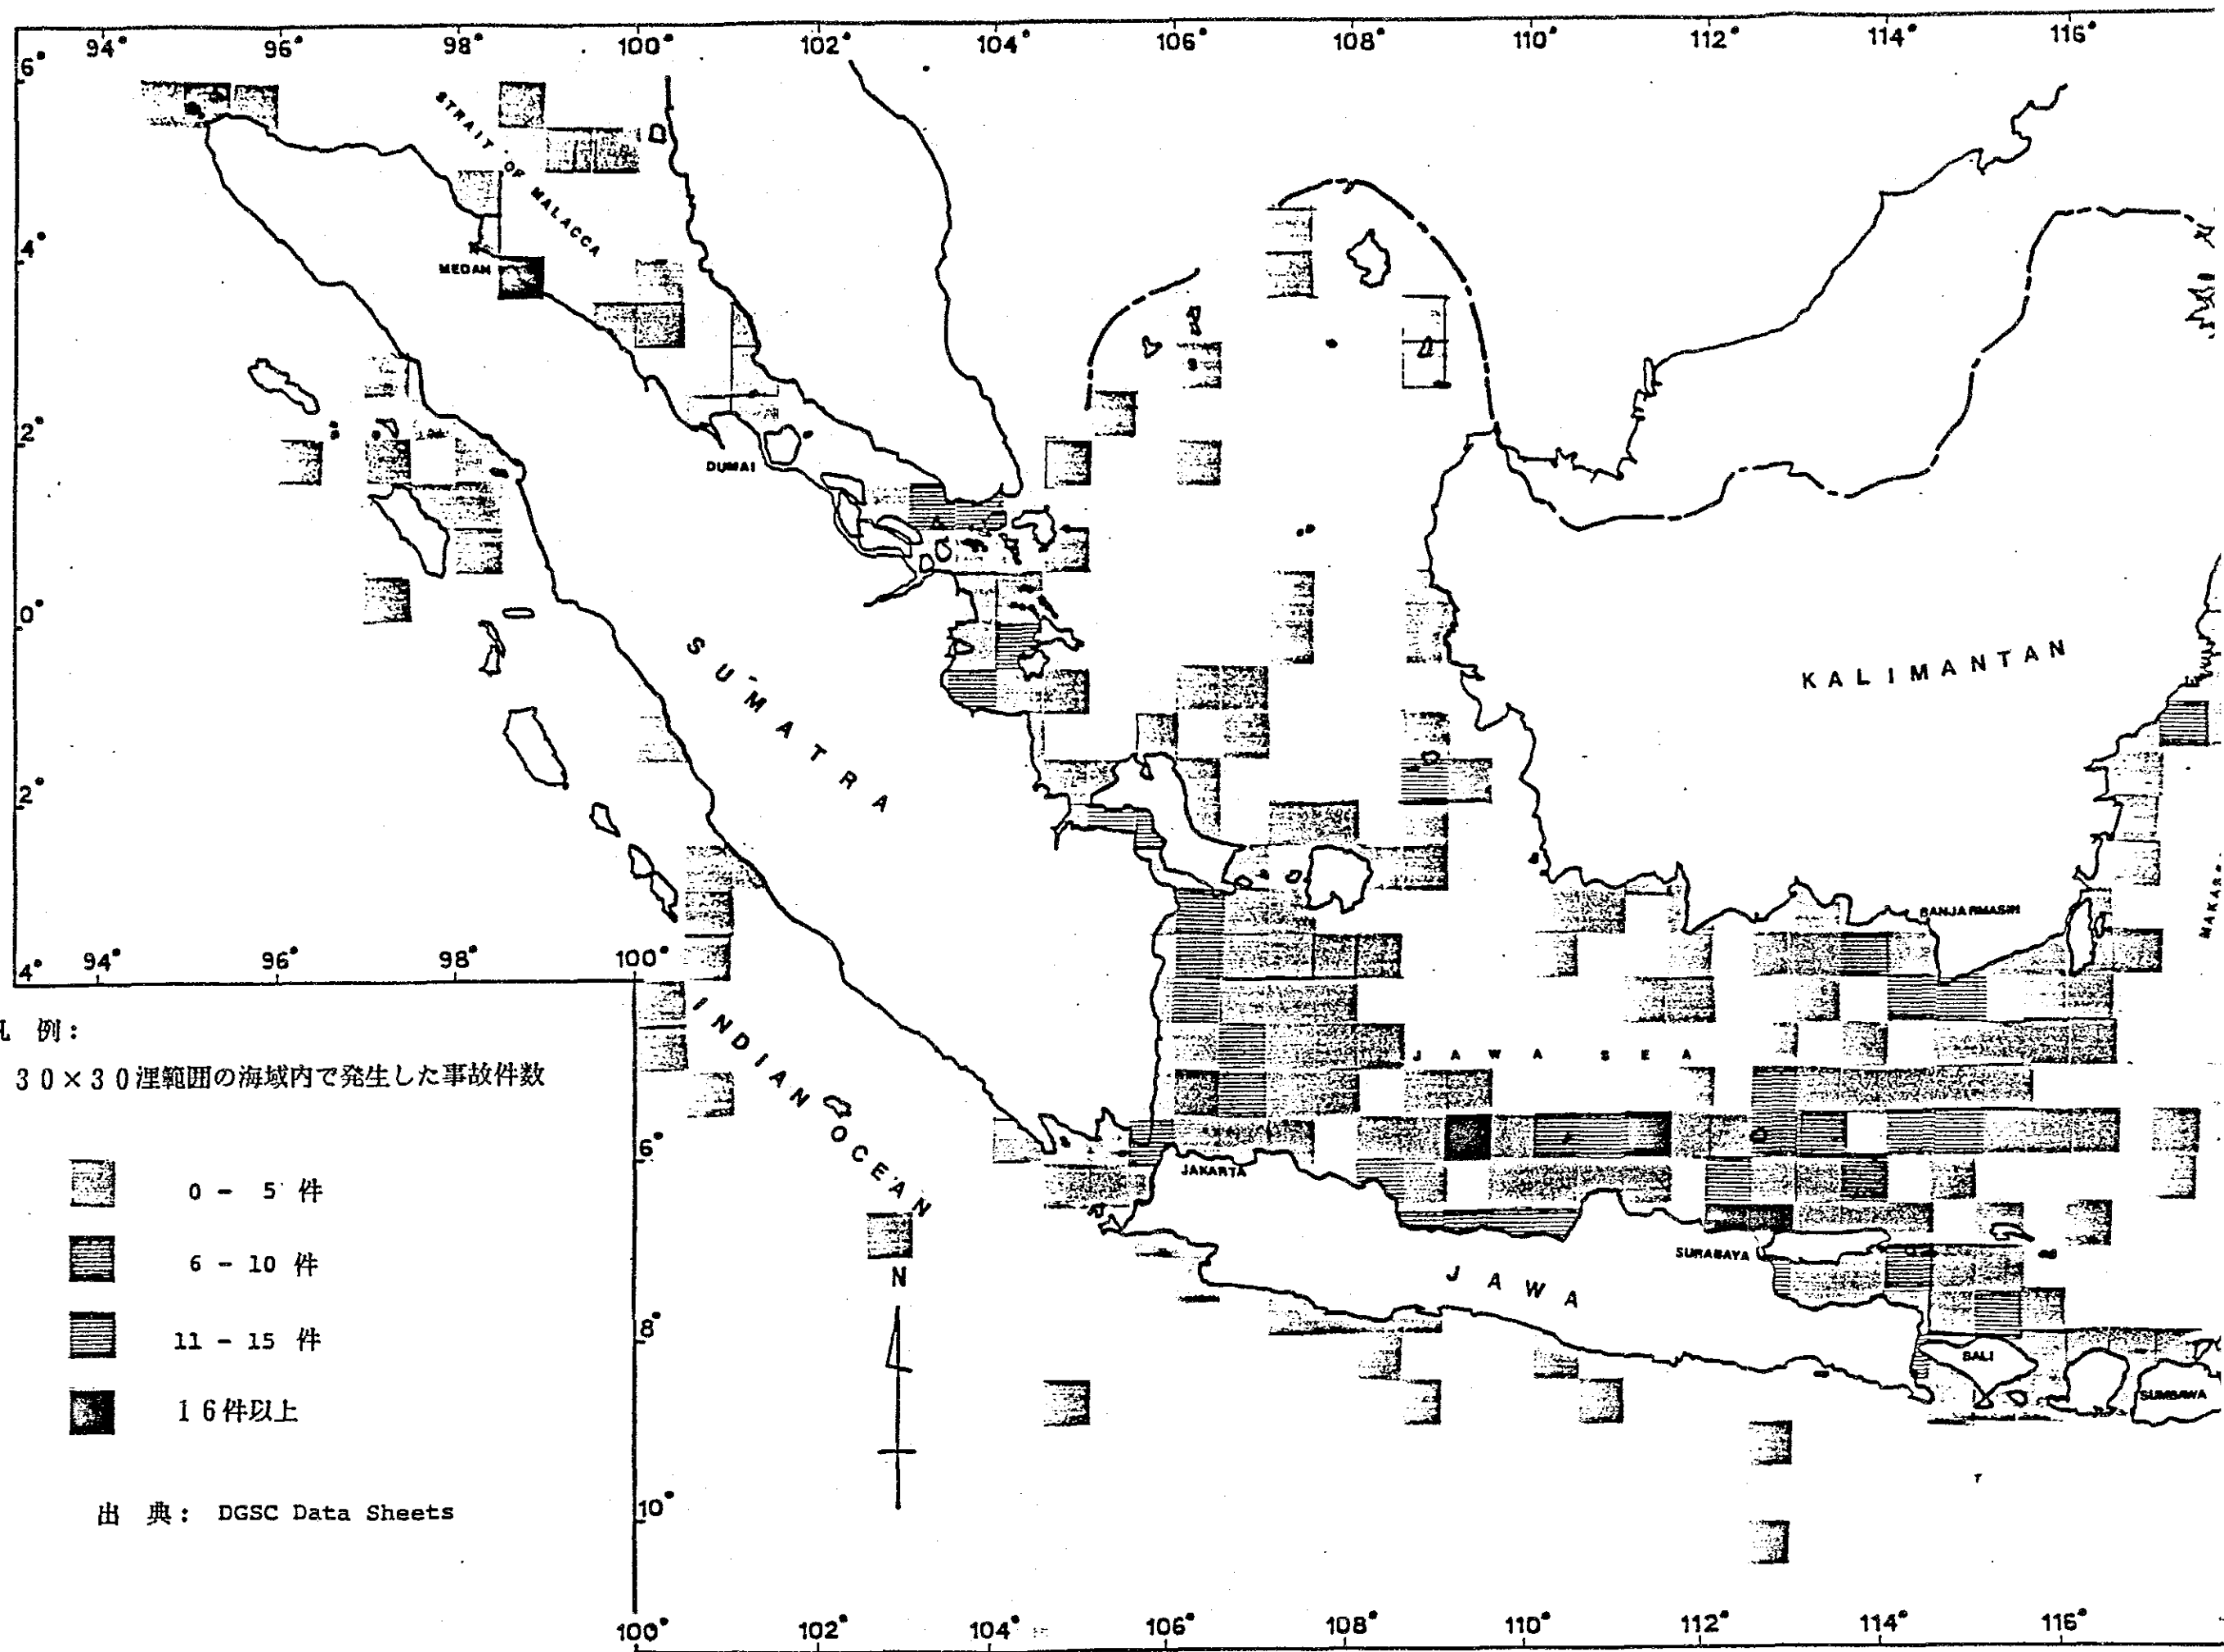 94° 96° 98° 100° 102° 104° 106° 108° 110° 112° 114° 116°
6°
STRAIT OF MALACCA
4°
MEDAN
2°
DUMAI
0°
SUMATRA
KALIMANTAN
2°
BANJARMASIN
4°
94° 96° 98° 100°
INDIAN OCEAN
JAWA SEA
例:
30×30浬範囲の海域内で発生した事故件数
6°
JAKARTA
0 - 5 件
SURABAYA
6 - 10 件
N
JAWA
8°
11 - 15 件
BALI
SUMBAWA
16件以上
10°
出 典: DGSC Data Sheets
100° 102° 104° 106° 108° 110° 112° 114° 116°